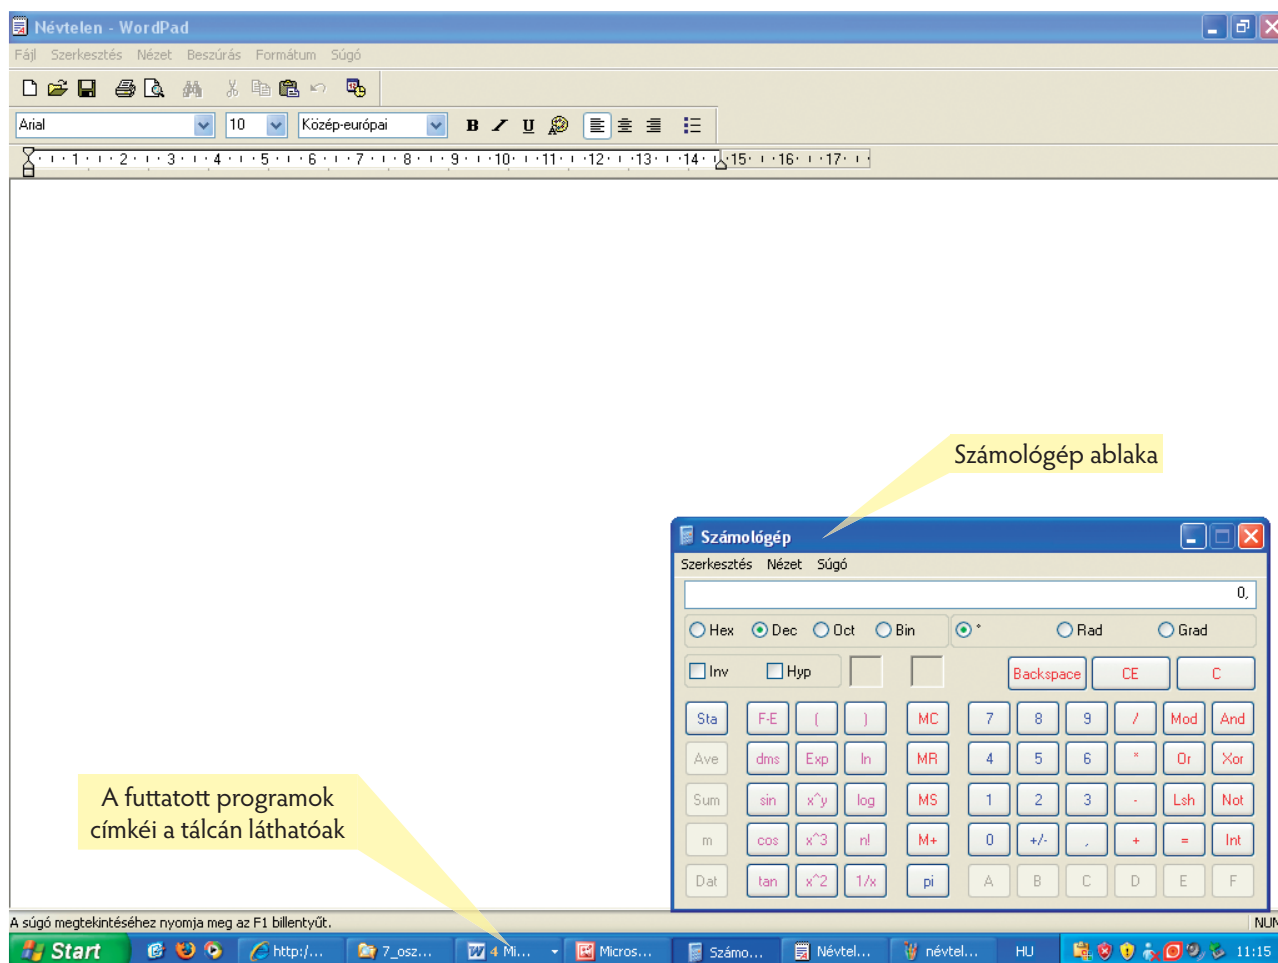 Névtelen - WordPad
Fájl Szerkesztés Nézet Beszúrás Formátum Súgó
Arial 10 Közép-európai B / U
1 2 3 4 5 6 7 8 9 10 11 12 13 14 15 16 17
Számológép ablaka
Számológép
Szerkesztés Nézet Súgó
0,
Hex Dec Oct Bin ° Rad Grad
Inv Hyp Backspace CE C
Sta F-E ( ) MC 7 8 9 / Mod And
Ave dms Exp ln MR 4 5 6 * Or Xor
Sum sin x^y log MS 1 2 3 - Lsh Not
m cos x^3 n! M+ 0 +/- , + = Int
Dat tan x^2 1/x pi A B C D E F
A futtatott programok
címkéi a tálcán láthatóak
A súgó megtekintéséhez nyomja meg az F1 billentyűt. NUM
Start http:/... 7_osz... 4 Mi... Micros... Számo... Névtel... névtel... HU 11:15